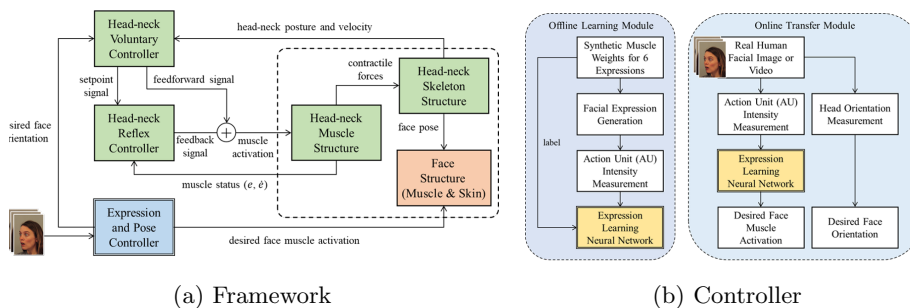 Head-neck
Voluntary
Controller
head-neck posture and velocity
setpoint
signal
feedforward signal
contractile
forces
Head-neck
Skeleton
Structure
esired face
rientation
Head-neck
Reflex
Controller
feedback
signal
+
muscle
activation
Head-neck
Muscle
Structure
face pose
muscle status (e, ė)
Face
Structure
(Muscle & Skin)
Expression
and Pose
Controller
desired face muscle activation
(a) Framework
Offline Learning Module
Synthetic Muscle
Weights for 6
Expressions
Facial Expression
Generation
label
Action Unit (AU)
Intensity
Measurement
Expression
Learning
Neural Network
Online Transfer Module
Real Human
Facial Image or
Video
Action Unit (AU)
Intensity
Measurement
Head Orientation
Measurement
Expression
Learning
Neural Network
Desired Face
Muscle
Activation
Desired Face
Orientation
(b) Controller